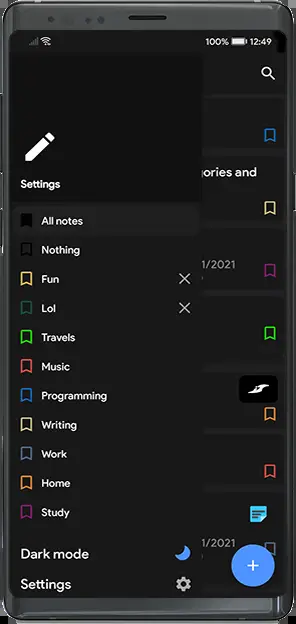 100% 12:49
Settings
ories and
All notes
Nothing
Fun
Lol
1/2021
Travels
Music
Programming
Writing
Work
Home
Study
Dark mode
1/2021
Settings